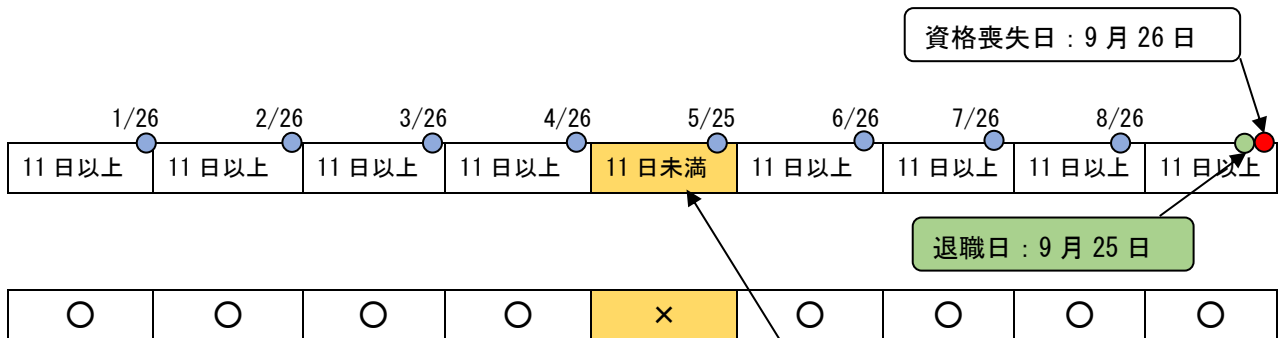 資格喪失日：9月26日
1/26 2/26 3/26 4/26 5/25 6/26 7/26 8/26
11日以上 11日以上 11日以上 11日以上 11日未満 11日以上 11日以上 11日以上 11日以上
退職日：9月25日
○ ○ ○ ○ × ○ ○ ○ ○